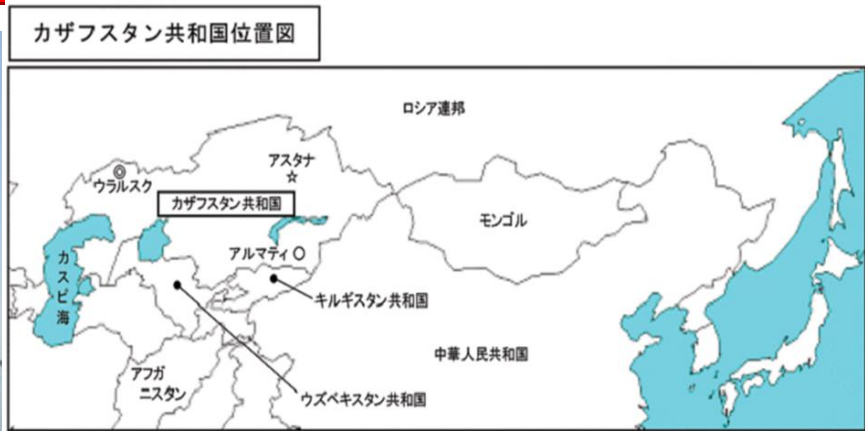 カザフスタン共和国位置図
ロシア連邦
アスタナ
ウラルスク
カザフスタン共和国
モンゴル
アルマティ
カスピ海
キルギスタン共和国
中華人民共和国
アフガ
ニスタン
ウズベキスタン共和国